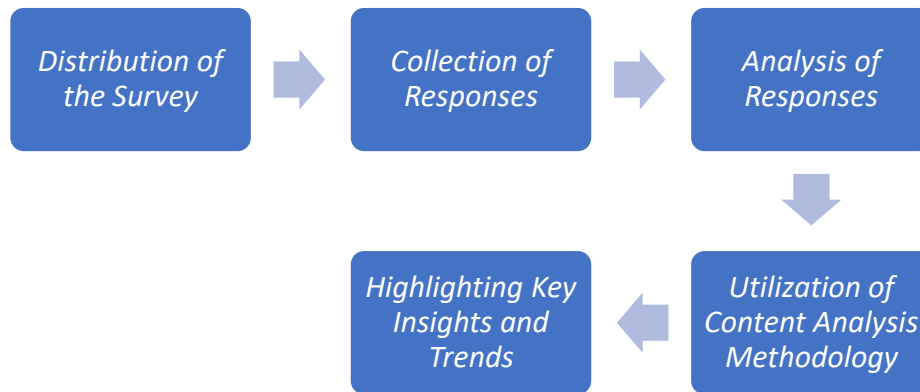 Distribution of
the Survey
Collection of
Responses
Analysis of
Responses
Utilization of
Content Analysis
Methodology
Highlighting Key
Insights and
Trends